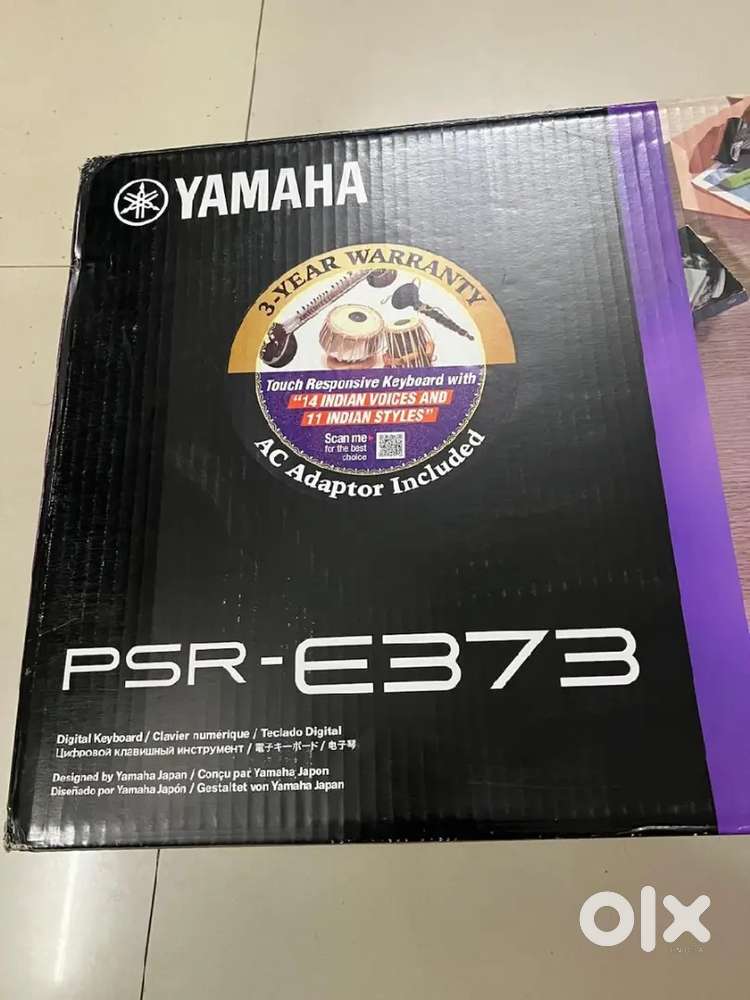 YAMAHA
3-YEAR WARRANTY
Touch Responsive Keyboard with
"14 INDIAN VOICES AND
11 INDIAN STYLES"
Scan me
for the best
choice
AC Adaptor Included
PSR-E373
Digital Keyboard / Clavier numérique / Teclado Digital
Цифровой клавишный инструмент / 電子キーボード / 电子琴
Designed by Yamaha Japan / Conçu par Yamaha Japon
Diseñado por Yamaha Japón / Gestaltet von Yamaha Japan
olx